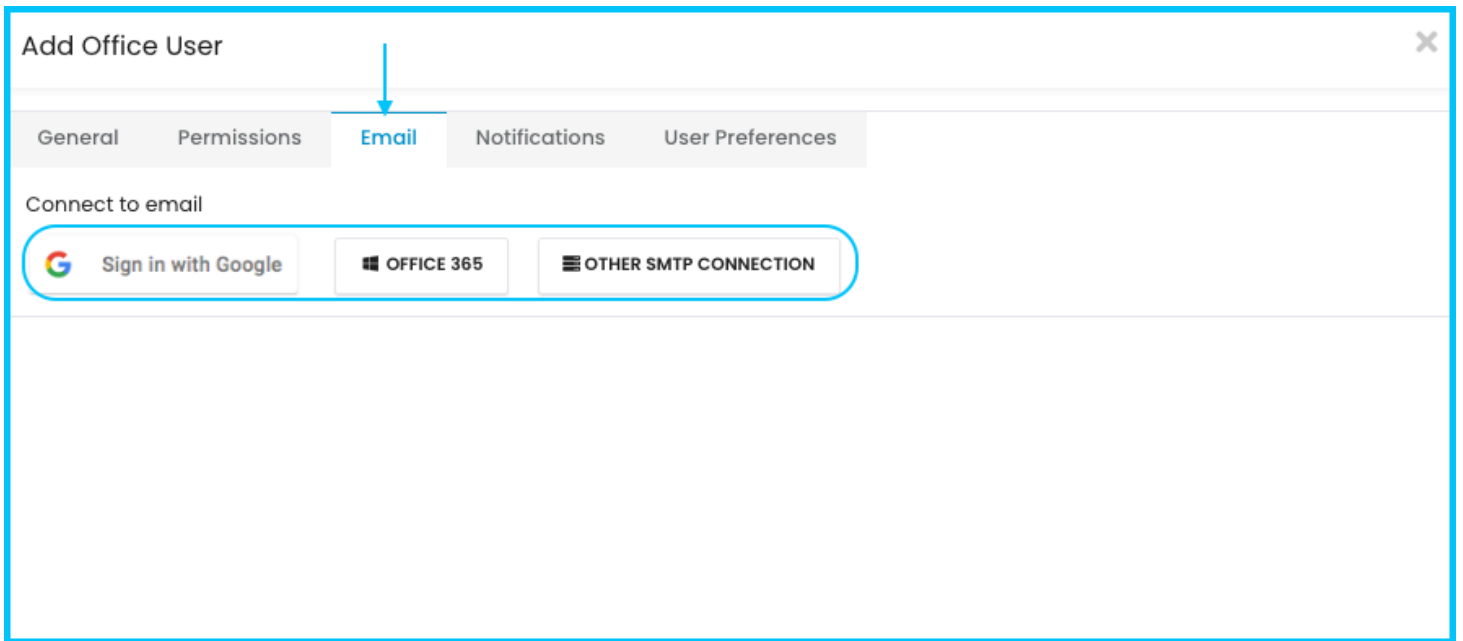 Add Office User
General Permissions Email Notifications User Preferences
Connect to email
Sign in with Google OFFICE 365 OTHER SMTP CONNECTION